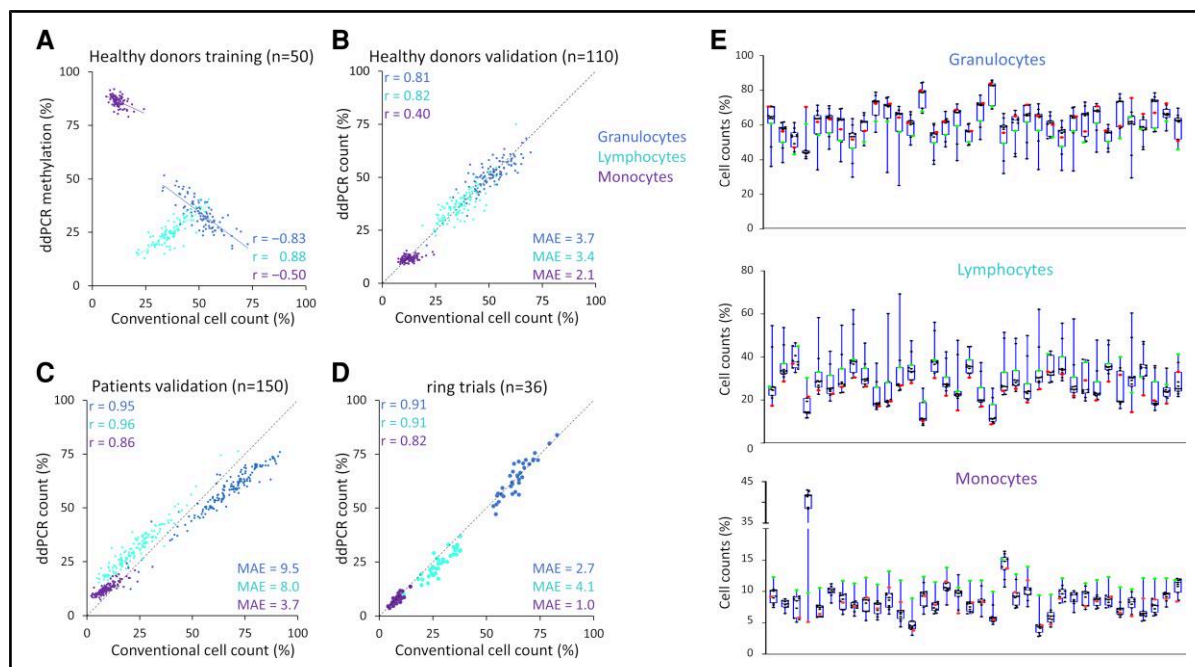 A
Healthy donors training (n=50)
ddPCR methylation (%)
100
75
50
25
0
r = –0.83
r = 0.88
r = –0.50
0 25 50 75 100
Conventional cell count (%)
B
Healthy donors validation (n=110)
ddPCR count (%)
100
75
50
25
0
r = 0.81
r = 0.82
r = 0.40
Granulocytes
Lymphocytes
Monocytes
MAE = 3.7
MAE = 3.4
MAE = 2.1
0 25 50 75 100
Conventional cell count (%)
C
Patients validation (n=150)
ddPCR count (%)
100
75
50
25
0
r = 0.95
r = 0.96
r = 0.86
MAE = 9.5
MAE = 8.0
MAE = 3.7
0 25 50 75 100
Conventional cell count (%)
D
ring trials (n=36)
ddPCR count (%)
100
75
50
25
0
r = 0.91
r = 0.91
r = 0.82
MAE = 2.7
MAE = 4.1
MAE = 1.0
0 25 50 75 100
Conventional cell count (%)
E
Granulocytes
Cell counts (%)
100
80
60
40
20
0
Lymphocytes
Cell counts (%)
80
60
40
20
0
Monocytes
Cell counts (%)
45
35
15
10
5
0